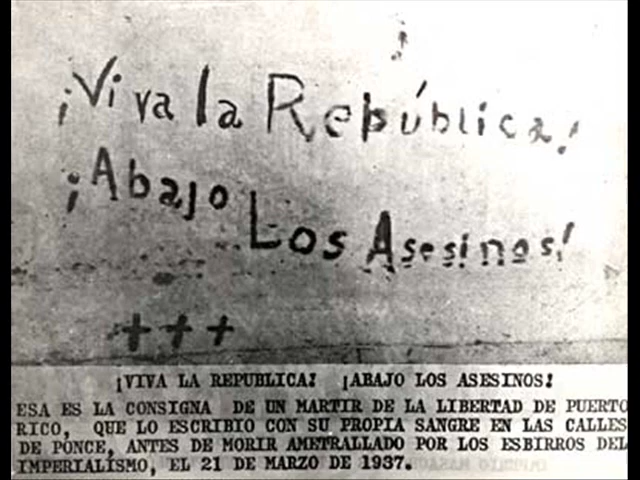 ¡Viva la República!
¡Abajo Los Asesinos!
+++
¡VIVA LA REPUBLICA! ¡ABAJO LOS ASESINOS!
ESA ES LA CONSIGNA DE UN MARTIR DE LA LIBERTAD DE PUERTO
RICO, QUE LO ESCRIBIO CON SU PROPIA SANGRE EN LAS CALLES
DE PONCE, ANTES DE MORIR AMETRALLADO POR LOS ESBIRROS DEL
IMPERIALISMO, EL 21 DE MARZO DE 1937.